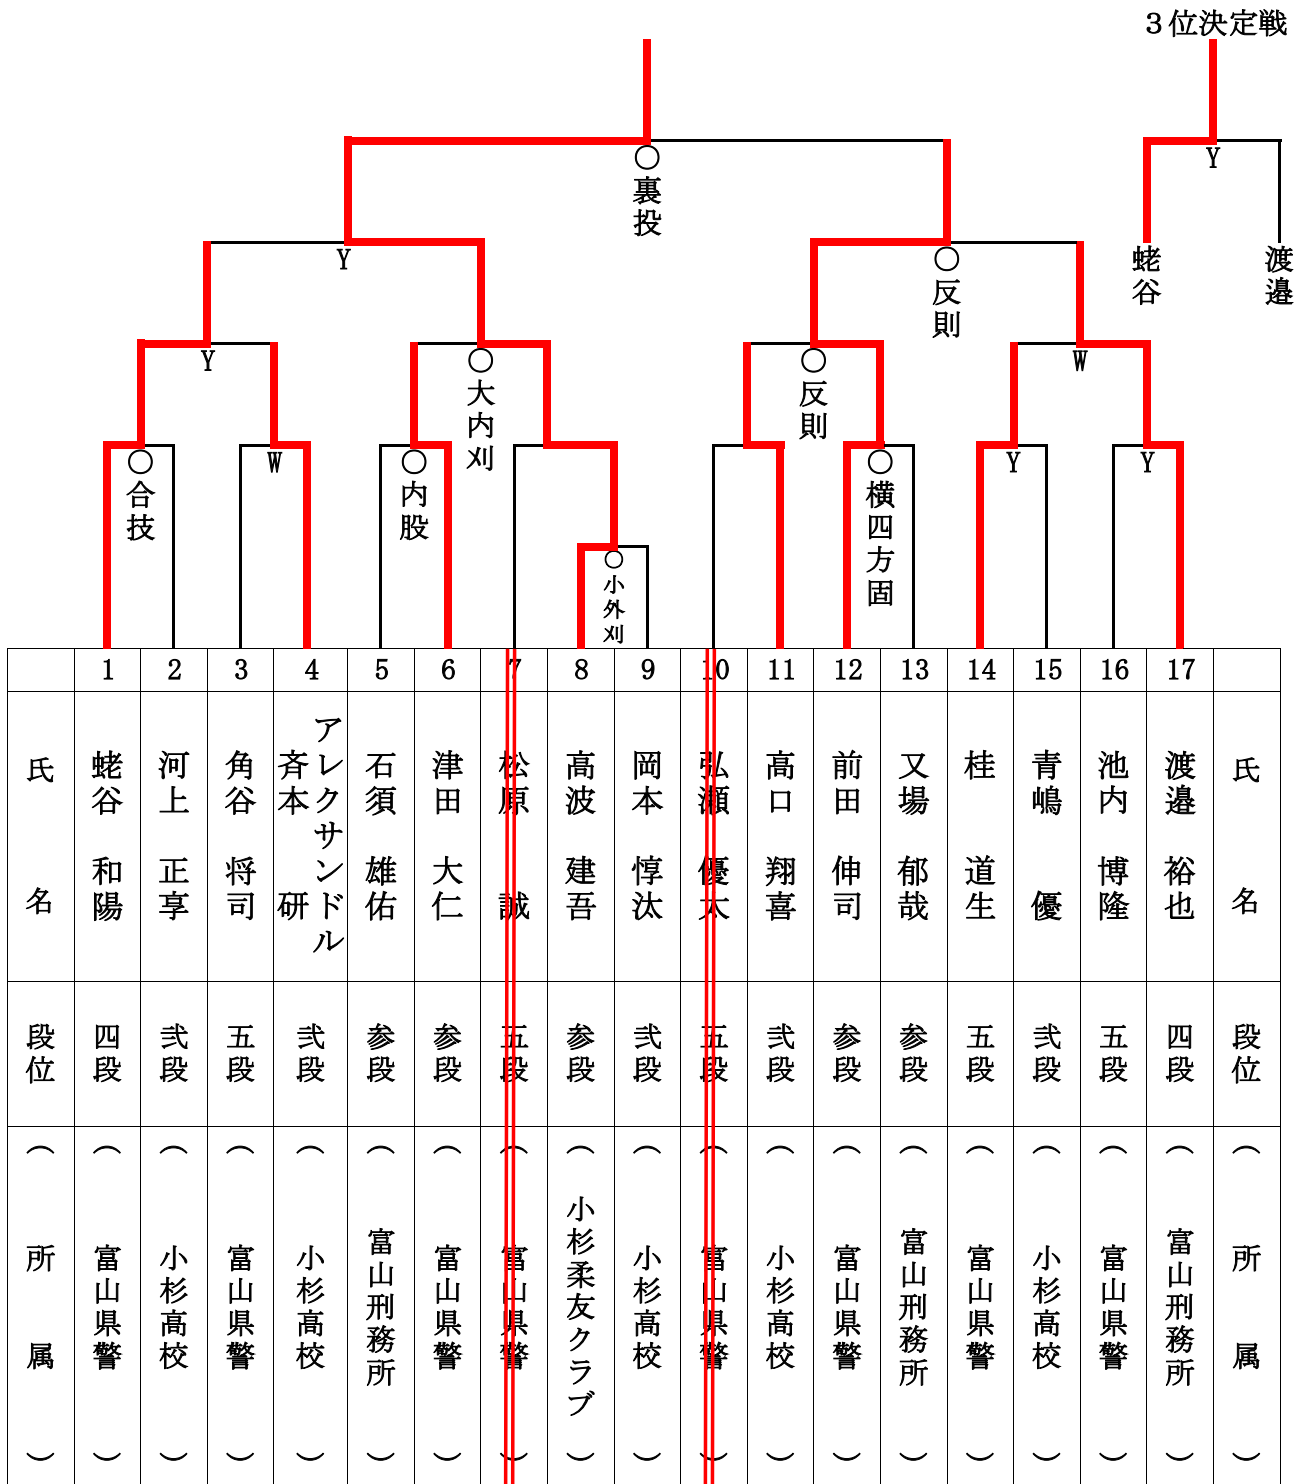 ３位決定戦
○裏投
Y
Y
○反則
蛯谷
渡邉
Y
○大内刈
○反則
W
○合技
W
○内股
○横四方固
Y
Y
○小外刈
1 2 3 4 5 6 7 8 9 10 11 12 13 14 15 16 17
氏名
蛯谷 和陽
河上 正享
角谷 将司
斉本 アレクサンドル 研
石須 雄佑
津田 大仁
松原 誠
高波 建吾
岡本 惇汰
弘瀬 優太
高口 翔喜
前田 伸司
又場 郁哉
桂 道生
青嶋 優
池内 博隆
渡邉 裕也
氏名
段位 四段 弐段 五段 弐段 参段 参段 五段 参段 弐段 五段 弐段 参段 参段 五段 弐段 五段 四段 段位
（所属）
（富山県警）
（小杉高校）
（富山県警）
（小杉高校）
（富山刑務所）
（富山県警）
（富山県警）
（小杉柔友クラブ）
（小杉高校）
（富山県警）
（小杉高校）
（富山県警）
（富山刑務所）
（富山県警）
（小杉高校）
（富山県警）
（富山刑務所）
（所属）